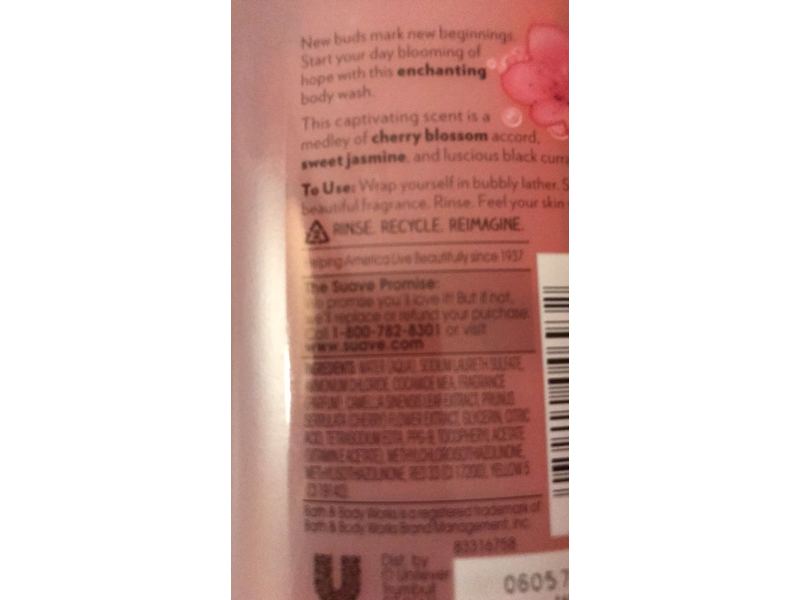 New buds mark new beginnings.
Start your day blooming of
hope with this enchanting
body wash.
This captivating scent is a
medley of cherry blossom accord,
sweet jasmine, and luscious black curra
To Use: Wrap yourself in bubbly lather. S
beautiful fragrance. Rinse. Feel your skin
RINSE. RECYCLE. REIMAGINE.
Helping America Live Beautifully since 1937
The Suave Promise:
We promise you'll love it! But if not,
we'll replace or refund your purchase.
Call 1-800-782-8301 or visit
www.suave.com
INGREDIENTS: WATER (AQUA), SODIUM LAURETH SULFATE,
AMMONIUM CHLORIDE, COCAMIDE MEA, FRAGRANCE
(PARFUM), CAMELLIA SINENSIS LEAF EXTRACT, PRUNUS
SERRULATA (CHERRY) FLOWER EXTRACT, GLYCERIN, CITRIC
ACID, TETRASODIUM EDTA, PPG-9, TOCOPHERYL ACETATE
(VITAMIN E ACETATE), METHYLCHLOROISOTHIAZOLINONE,
METHYLISOTHIAZOLINONE, RED 33 (CI 17200), YELLOW 5
(CI 19140).
Bath & Body Works is a registered trademark of
Bath & Body Works Brand Management, Inc.
83316758
Dist. by
© Unilever
Trumbull
06057